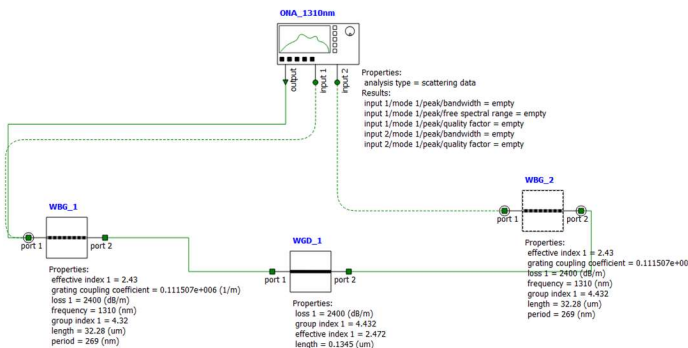 ONA_1310nm
output
input 1
input 2
Properties:
analysis type = scattering data
Results:
input 1/mode 1/peak/bandwidth = empty
input 1/mode 1/peak/free spectral range = empty
input 1/mode 1/peak/quality factor = empty
input 2/mode 1/peak/bandwidth = empty
input 2/mode 1/peak/quality factor = empty
WBG_1
port 1
port 2
Properties:
effective index 1 = 2.43
grating coupling coefficient = 0.111507e+006 (1/m)
loss 1 = 2400 (dB/m)
frequency = 1310 (nm)
group index 1 = 4.32
length = 32.28 (um)
period = 269 (nm)
WGD_1
port 1
port 2
Properties:
loss 1 = 2400 (dB/m)
group index 1 = 4.432
effective index 1 = 2.472
length = 0.1345 (um)
WBG_2
port 1
port 2
Properties:
effective index 1 = 2.43
grating coupling coefficient = 0.111507e+00
loss 1 = 2400 (dB/m)
frequency = 1310 (nm)
group index 1 = 4.432
length = 32.28 (um)
period = 269 (nm)